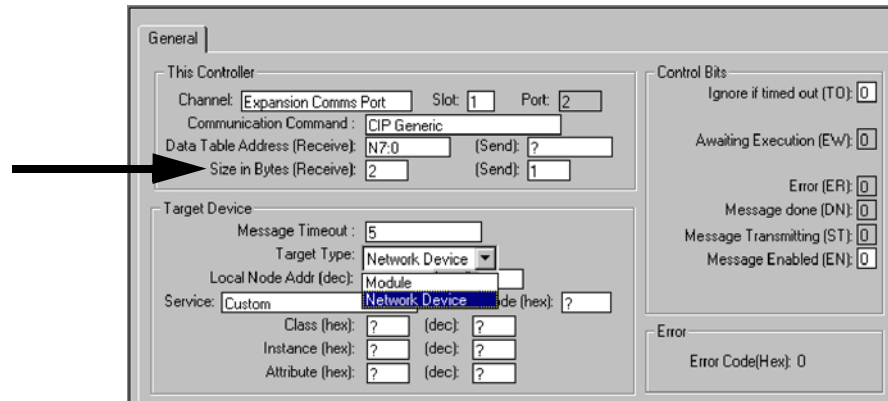 General
This Controller
Channel: Expansion Comms Port Slot: 1 Port: 2
Communication Command : CIP Generic
Data Table Address (Receive): N7:0 (Send): ?
Size in Bytes (Receive): 2 (Send): 1
Target Device
Message Timeout : 5
Target Type: Network Device
Local Node Addr (dec):
Module
Service: Custom Network Device (hex): ?
Class (hex): ? (dec): ?
Instance (hex): ? (dec): ?
Attribute (hex): ? (dec): ?
Control Bits
Ignore if timed out (TO): 0
Awaiting Execution (EW): 0
Error (ER): 0
Message done (DN): 0
Message Transmitting (ST): 0
Message Enabled (EN): 0
Error
Error Code(Hex): 0